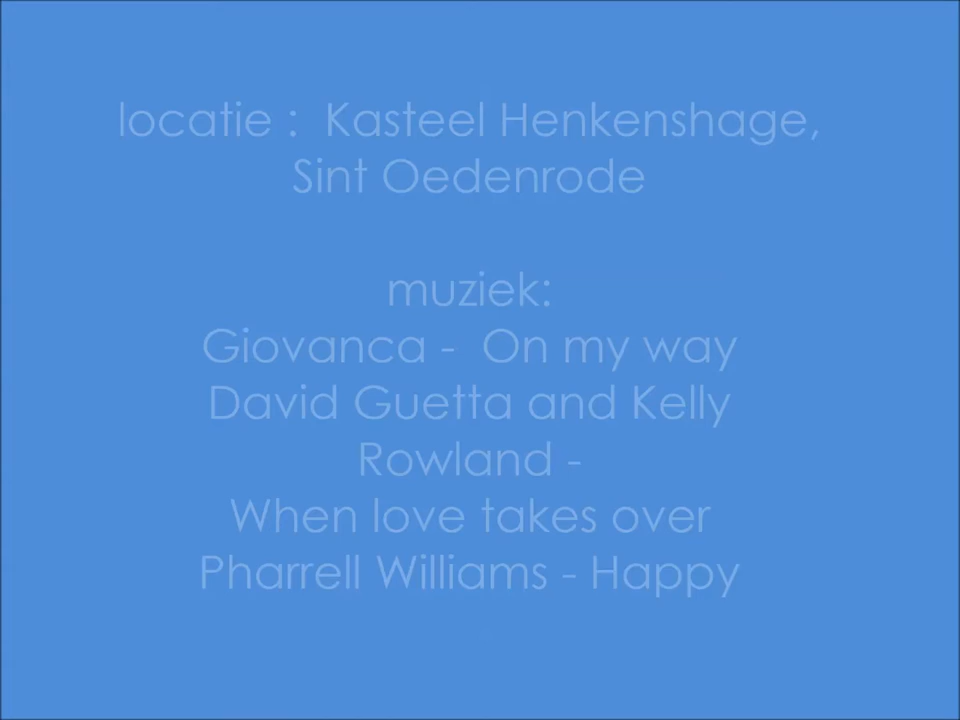 locatie :  Kasteel Henkenshage,
Sint Oedenrode
muziek:
Giovanca -  On my way
David Guetta and Kelly
Rowland -
When love takes over
Pharrell Williams - Happy